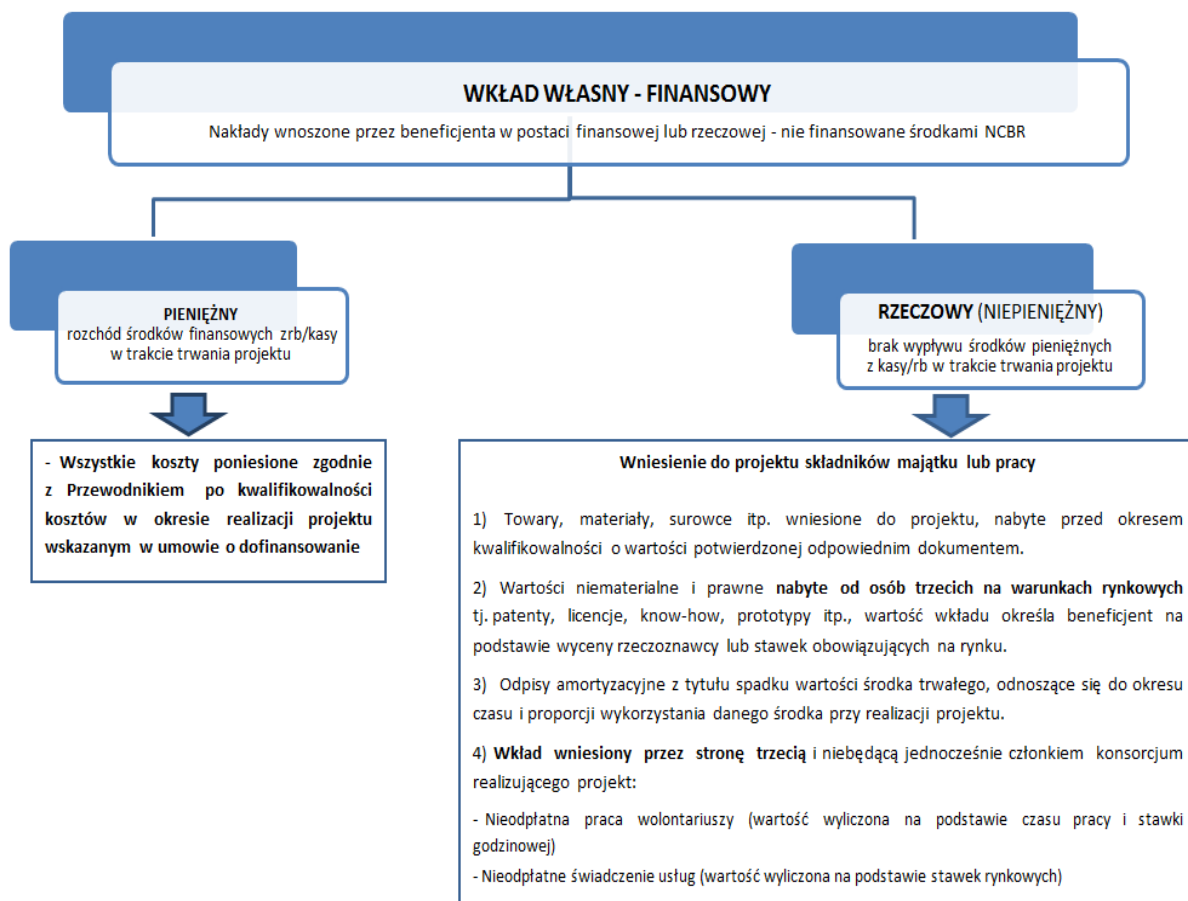 WKŁAD WŁASNY - FINANSOWY
Nakłady wnoszone przez beneficjenta w postaci finansowej lub rzeczowej - nie finansowane środkami NCBR
PIENIĘŻNY
rozchód środków finansowych zrb/kasy
w trakcie trwania projektu
RZECZOWY (NIEPIENIĘŻNY)
brak wypływu środków pieniężnych
z kasy/rb w trakcie trwania projektu
- Wszystkie koszty poniesione zgodnie
z Przewodnikiem po kwalifikowalności
kosztów w okresie realizacji projektu
wskazanym w umowie o dofinansowanie
Wniesienie do projektu składników majątku lub pracy
1) Towary, materiały, surowce itp. wniesione do projektu, nabyte przed okresem
kwalifikowalności o wartości potwierdzonej odpowiednim dokumentem.
2) Wartości niematerialne i prawne nabyte od osób trzecich na warunkach rynkowych
tj. patenty, licencje, know-how, prototypy itp., wartość wkładu określa beneficjent na
podstawie wyceny rzeczoznawcy lub stawek obowiązujących na rynku.
3) Odpisy amortyzacyjne z tytułu spadku wartości środka trwałego, odnoszące się do okresu
czasu i proporcji wykorzystania danego środka przy realizacji projektu.
4) Wkład wniesiony przez stronę trzecią i niebędącą jednocześnie członkiem konsorcjum
realizującego projekt:
- Nieodpłatna praca wolontariuszy (wartość wyliczona na podstawie czasu pracy i stawki
godzinowej)
- Nieodpłatne świadczenie usług (wartość wyliczona na podstawie stawek rynkowych)